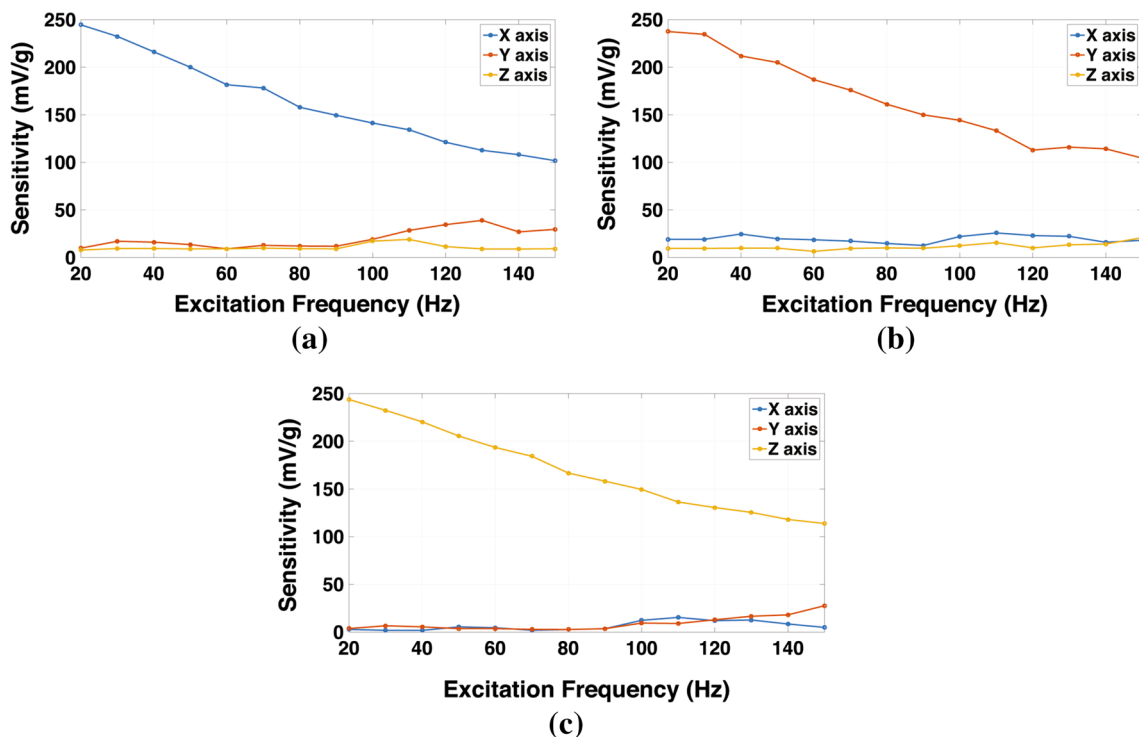 250
200
150
100
50
0
Sensitivity (mV/g)
X axis
Y axis
Z axis
20 40 60 80 100 120 140
Excitation Frequency (Hz)
(a)
250
200
150
100
50
0
Sensitivity (mV/g)
X axis
Y axis
Z axis
20 40 60 80 100 120 140
Excitation Frequency (Hz)
(b)
250
200
150
100
50
0
Sensitivity (mV/g)
X axis
Y axis
Z axis
20 40 60 80 100 120 140
Excitation Frequency (Hz)
(c)